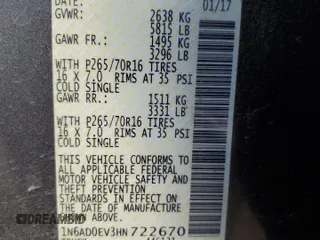 DATE: 01/17
GVWR: 2638 KG
5815 LB
GAWR FR.: 1495 KG
3296 LB
WITH P265/70R16 TIRES
16 X 7.0 RIMS AT 35 PSI
COLD SINGLE
GAWR RR: 1511 KG
3331 LB
WITH P265/70R16 TIRES
16 X 7.0 RIMS AT 35 PSI
COLD SINGLE
THIS VEHICLE CONFORMS TO
ALL APPLICABLE FEDERAL
MOTOR VEHICLE SAFETY
STANDARDS IN EFFECT ON
THE DATE OF MANUFACTURE
SHOWN ABOVE.
1N6AD0EV3HN722670
DREAMBID